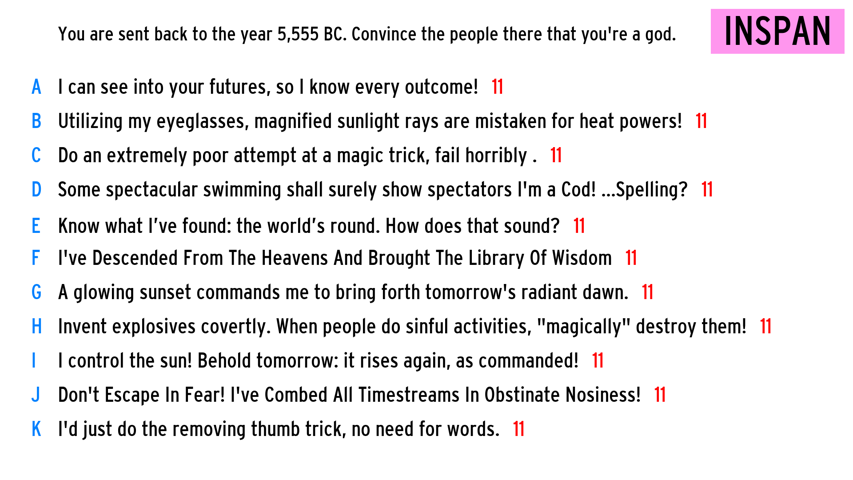 You are sent back to the year 5,555 BC. Convince the people there that you're a god.
INSPAN
A I can see into your futures, so I know every outcome! 11
B Utilizing my eyeglasses, magnified sunlight rays are mistaken for heat powers! 11
C Do an extremely poor attempt at a magic trick, fail horribly . 11
D Some spectacular swimming shall surely show spectators I'm a Cod! ...Spelling? 11
E Know what I’ve found: the world’s round. How does that sound? 11
F I've Descended From The Heavens And Brought The Library Of Wisdom 11
G A glowing sunset commands me to bring forth tomorrow's radiant dawn. 11
H Invent explosives covertly. When people do sinful activities, "magically" destroy them! 11
I I control the sun! Behold tomorrow: it rises again, as commanded! 11
J Don't Escape In Fear! I've Combed All Timestreams In Obstinate Nosiness! 11
K I'd just do the removing thumb trick, no need for words. 11